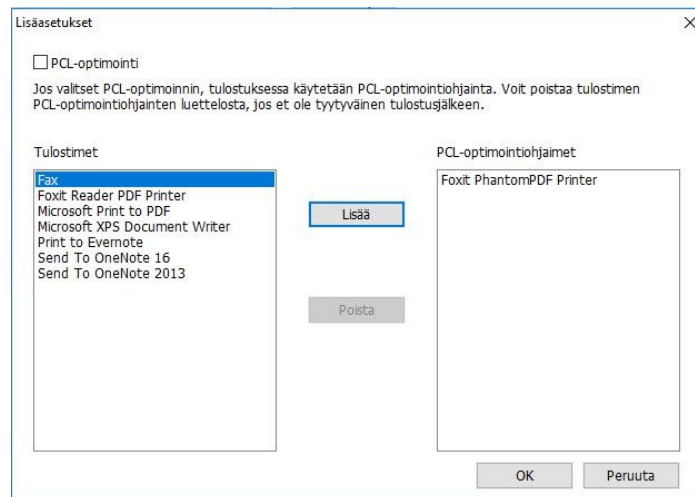 Lisäasetukset
PCL-optimointi
Jos valitset PCL-optimoinnin, tulostuksessa käytetään PCL-optimointiohjainta. Voit poistaa tulostimen
PCL-optimointiohjainten luettelosta, jos et ole tyytyväinen tulostusjälkeen.
Tulostimet
Fax
Foxit Reader PDF Printer
Microsoft Print to PDF
Microsoft XPS Document Writer
Print to Evernote
Send To OneNote 16
Send To OneNote 2013
Lisää
Poista
PCL-optimointiohjaimet
Foxit PhantomPDF Printer
OK
Peruuta